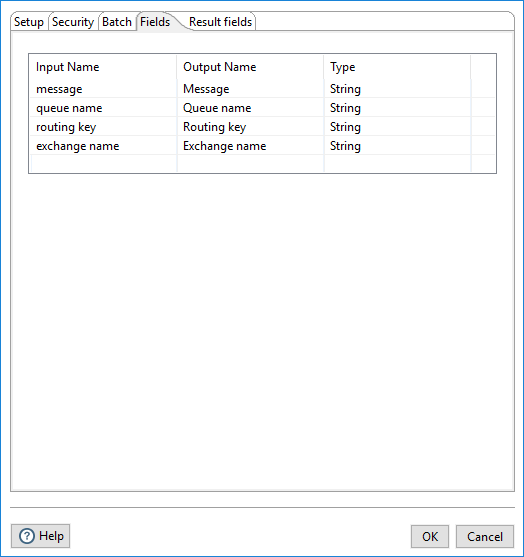 Setup Security Batch Fields Result fields
Input Name Output Name Type
message Message String
queue name Queue name String
routing key Routing key String
exchange name Exchange name String
? Help OK Cancel